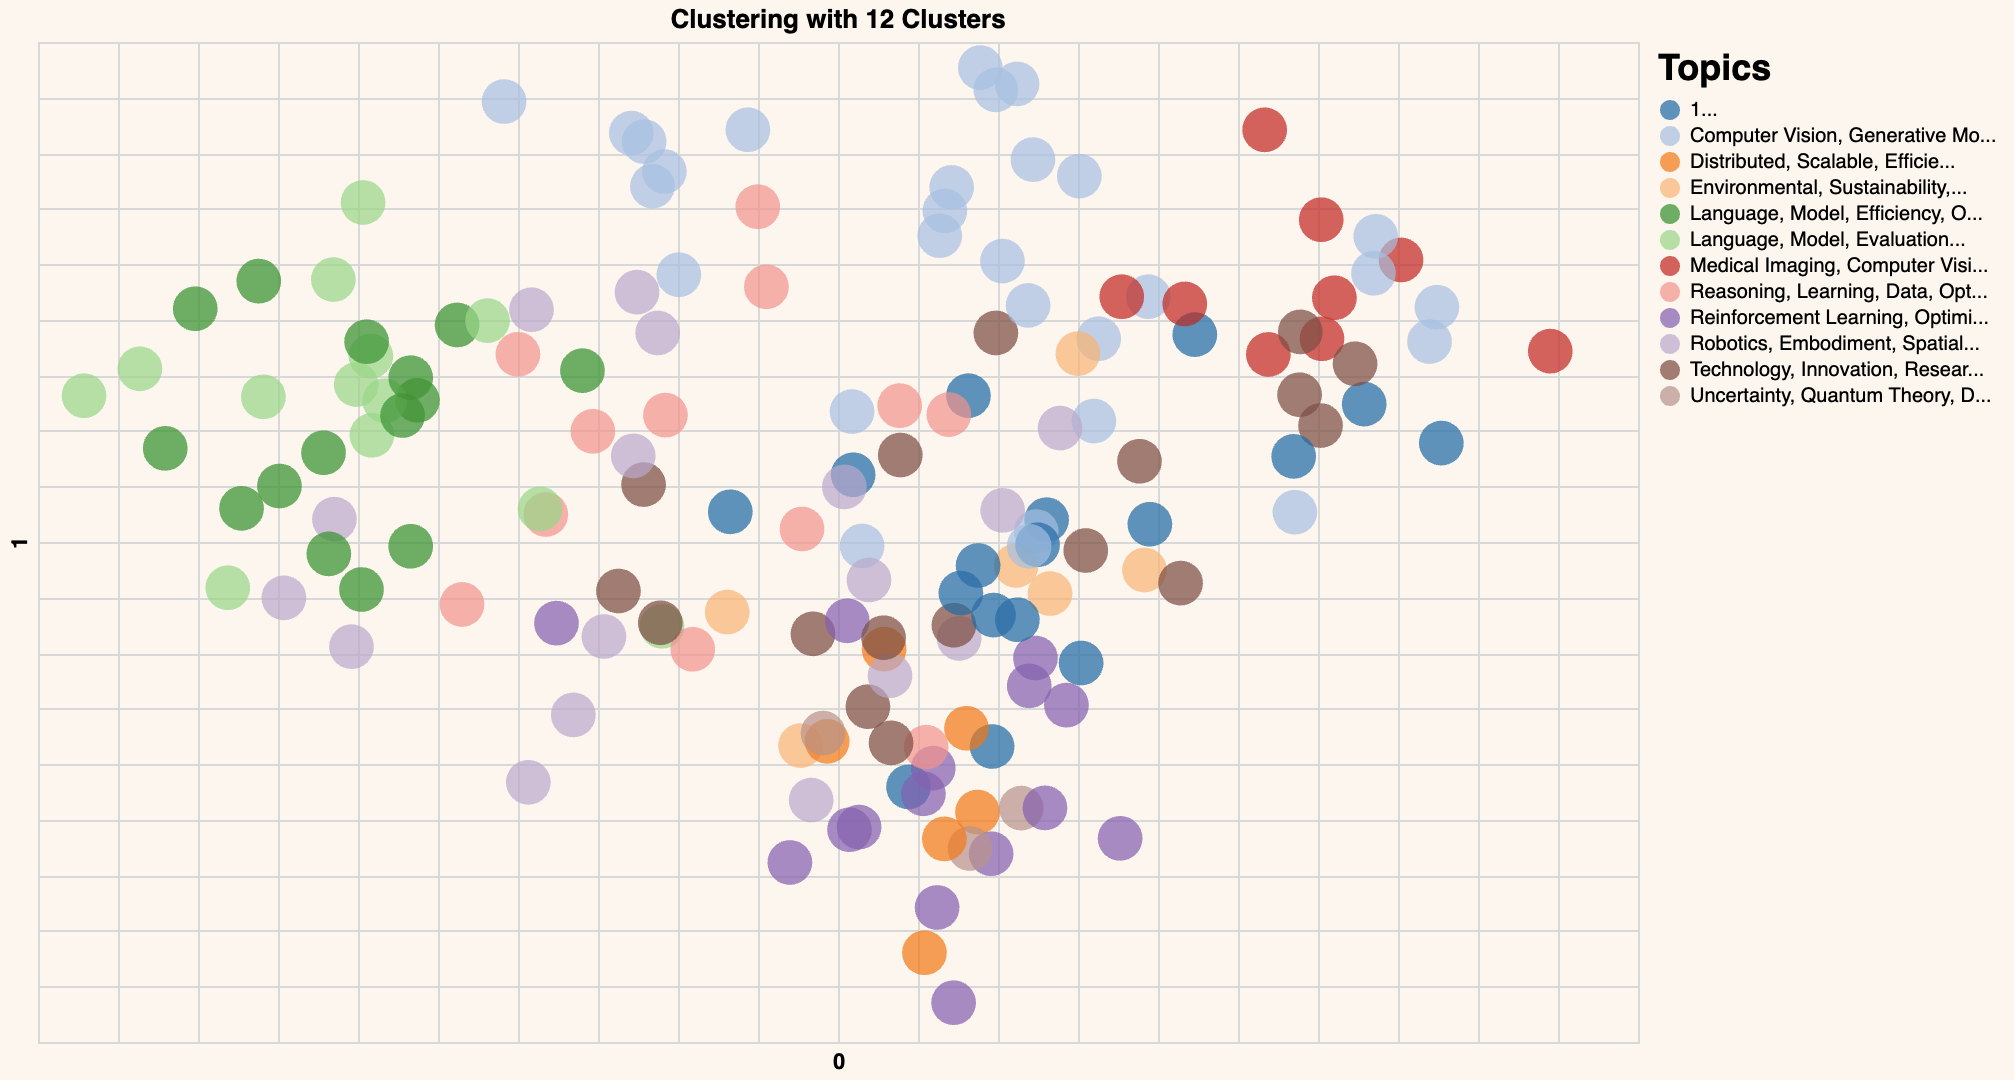 Clustering with 12 Clusters
Topics
1...
Computer Vision, Generative Mo...
Distributed, Scalable, Efficie...
Environmental, Sustainability,...
Language, Model, Efficiency, O...
Language, Model, Evaluation...
Medical Imaging, Computer Visi...
Reasoning, Learning, Data, Opt...
Reinforcement Learning, Optimi...
Robotics, Embodiment, Spatial...
Technology, Innovation, Resear...
Uncertainty, Quantum Theory, D...
1
0